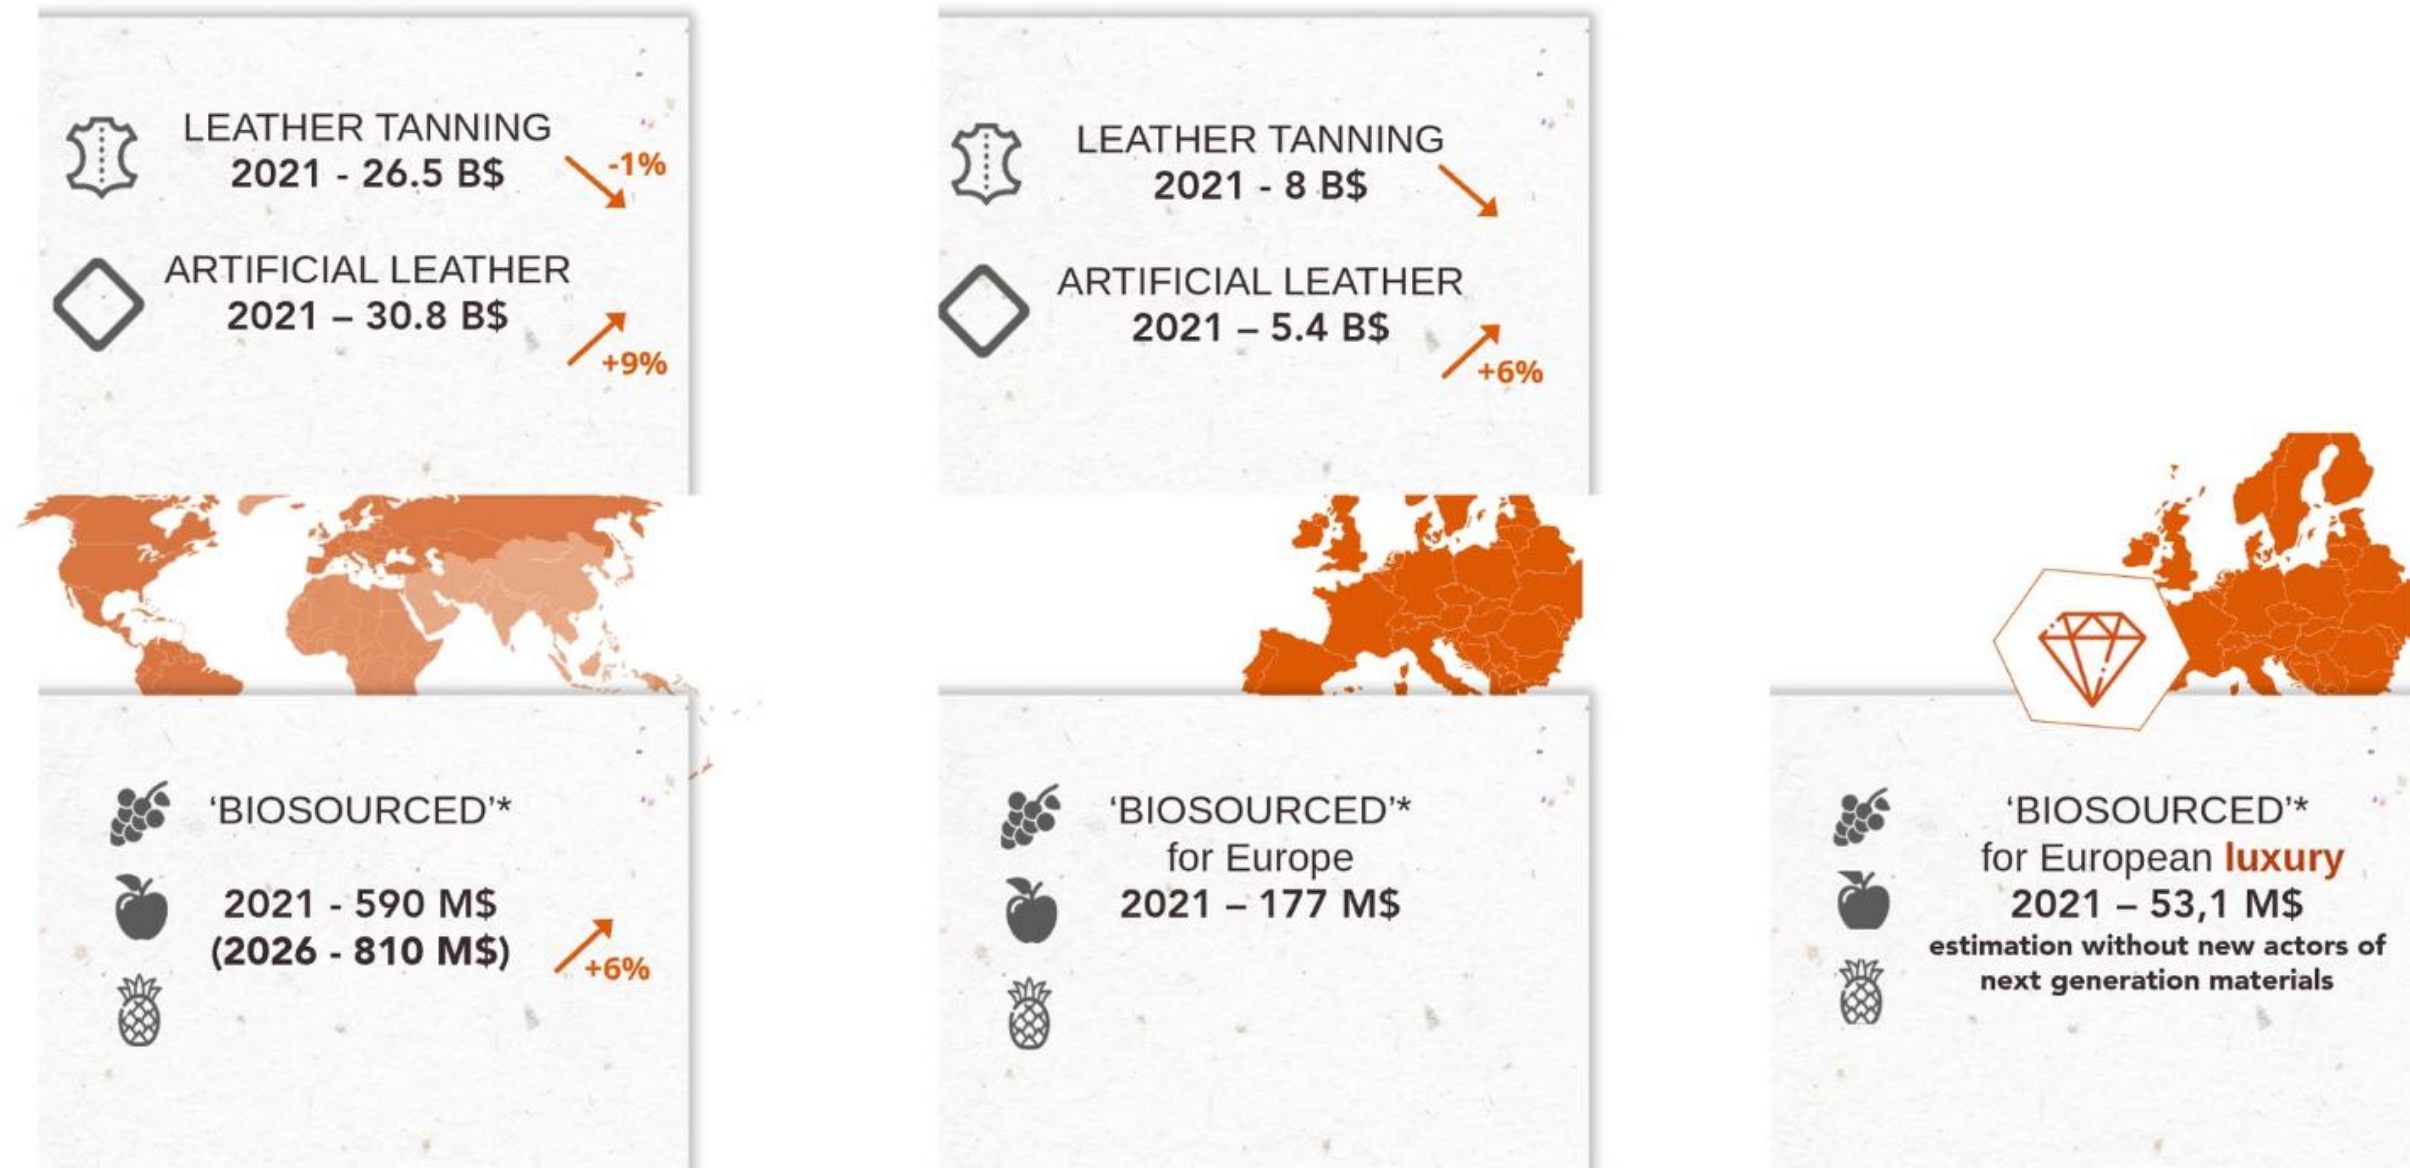 LEATHER TANNING
2021 - 26.5 B$
-1%
ARTIFICIAL LEATHER
2021 – 30.8 B$
+9%
LEATHER TANNING
2021 - 8 B$
ARTIFICIAL LEATHER
2021 – 5.4 B$
+6%
‘BIOSOURCED’*
2021 - 590 M$
(2026 - 810 M$)
+6%
‘BIOSOURCED’*
for Europe
2021 – 177 M$
‘BIOSOURCED’*
for European luxury
2021 – 53,1 M$
estimation without new actors of
next generation materials